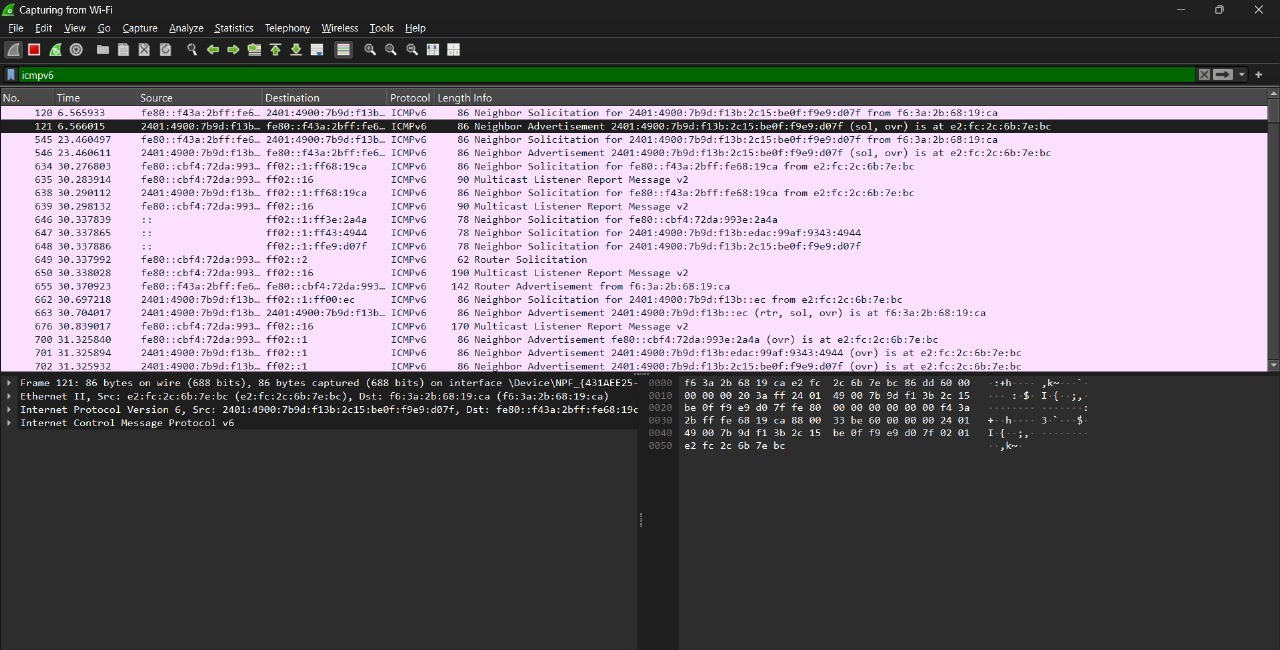 Capturing from Wi-Fi
File Edit View Go Capture Analyze Statistics Telephony Wireless Tools Help
icmpv6
No. Time Source Destination Protocol Length Info
120 6.565933 fe80::f43a:2bff:fe6… 2401:4900:7b9d:f13b… ICMPv6 86 Neighbor Solicitation for 2401:4900:7b9d:f13b:2c15:be0f:f9e9:d07f from f6:3a:2b:68:19:ca
121 6.566015 2401:4900:7b9d:f13b… fe80::f43a:2bff:fe6… ICMPv6 86 Neighbor Advertisement 2401:4900:7b9d:f13b:2c15:be0f:f9e9:d07f (sol, ovr) is at e2:fc:2c:6b:7e:bc
545 23.460497 fe80::f43a:2bff:fe6… 2401:4900:7b9d:f13b… ICMPv6 86 Neighbor Solicitation for 2401:4900:7b9d:f13b:2c15:be0f:f9e9:d07f from f6:3a:2b:68:19:ca
546 23.460611 2401:4900:7b9d:f13b… fe80::f43a:2bff:fe6… ICMPv6 86 Neighbor Advertisement 2401:4900:7b9d:f13b:2c15:be0f:f9e9:d07f (sol, ovr) is at e2:fc:2c:6b:7e:bc
634 30.276803 fe80::cbf4:72da:993… ff02::1:ff68:19ca ICMPv6 86 Neighbor Solicitation for fe80::f43a:2bff:fe68:19ca from e2:fc:2c:6b:7e:bc
635 30.283914 fe80::cbf4:72da:993… ff02::16 ICMPv6 90 Multicast Listener Report Message v2
638 30.290112 2401:4900:7b9d:f13b… ff02::1:ff68:19ca ICMPv6 86 Neighbor Solicitation for fe80::f43a:2bff:fe68:19ca from e2:fc:2c:6b:7e:bc
639 30.298132 fe80::cbf4:72da:993… ff02::16 ICMPv6 90 Multicast Listener Report Message v2
646 30.337839 :: ff02::1:ff3e:2a4a ICMPv6 78 Neighbor Solicitation for fe80::cbf4:72da:993e:2a4a
647 30.337865 :: ff02::1:ff43:4944 ICMPv6 78 Neighbor Solicitation for 2401:4900:7b9d:f13b:edac:99af:9343:4944
648 30.337886 :: ff02::1:ffe9:d07f ICMPv6 78 Neighbor Solicitation for 2401:4900:7b9d:f13b:2c15:be0f:f9e9:d07f
649 30.337992 fe80::cbf4:72da:993… ff02::2 ICMPv6 62 Router Solicitation
650 30.338028 fe80::cbf4:72da:993… ff02::16 ICMPv6 190 Multicast Listener Report Message v2
655 30.370923 fe80::f43a:2bff:fe6… fe80::cbf4:72da:993… ICMPv6 142 Router Advertisement from f6:3a:2b:68:19:ca
662 30.697218 2401:4900:7b9d:f13b… ff02::1:ff00:ec ICMPv6 86 Neighbor Solicitation for 2401:4900:7b9d:f13b::ec from e2:fc:2c:6b:7e:bc
663 30.704017 2401:4900:7b9d:f13b… 2401:4900:7b9d:f13b… ICMPv6 86 Neighbor Advertisement 2401:4900:7b9d:f13b::ec (rtr, sol, ovr) is at f6:3a:2b:68:19:ca
676 30.839017 fe80::cbf4:72da:993… ff02::16 ICMPv6 170 Multicast Listener Report Message v2
700 31.325840 fe80::cbf4:72da:993… ff02::1 ICMPv6 86 Neighbor Advertisement fe80::cbf4:72da:993e:2a4a (ovr) is at e2:fc:2c:6b:7e:bc
701 31.325894 2401:4900:7b9d:f13b… ff02::1 ICMPv6 86 Neighbor Advertisement 2401:4900:7b9d:f13b:edac:99af:9343:4944 (ovr) is at e2:fc:2c:6b:7e:bc
702 31.325932 2401:4900:7b9d:f13b… ff02::1 ICMPv6 86 Neighbor Advertisement 2401:4900:7b9d:f13b:2c15:be0f:f9e9:d07f (ovr) is at e2:fc:2c:6b:7e:bc
Frame 121: 86 bytes on wire (688 bits), 86 bytes captured (688 bits) on interface \Device\NPF_{431AEE25-
Ethernet II, Src: e2:fc:2c:6b:7e:bc (e2:fc:2c:6b:7e:bc), Dst: f6:3a:2b:68:19:ca (f6:3a:2b:68:19:ca)
Internet Protocol Version 6, Src: 2401:4900:7b9d:f13b:2c15:be0f:f9e9:d07f, Dst: fe80::f43a:2bff:fe68:19c
Internet Control Message Protocol v6
0000 f6 3a 2b 68 19 ca e2 fc 2c 6b 7e bc 86 dd 60 00 ·:+h···· ,k~···`·
0010 00 00 00 20 3a ff 24 01 49 00 7b 9d f1 3b 2c 15 ··· :·$· I·{··;,·
0020 be 0f f9 e9 d0 7f fe 80 00 00 00 00 00 00 f4 3a ········ ·······:
0030 2b ff fe 68 19 ca 88 00 33 be 60 00 00 00 24 01 +··h···· 3·`···$·
0040 49 00 7b 9d f1 3b 2c 15 be 0f f9 e9 d0 7f 02 01 I·{··;,· ········
0050 e2 fc 2c 6b 7e bc ··,k~·